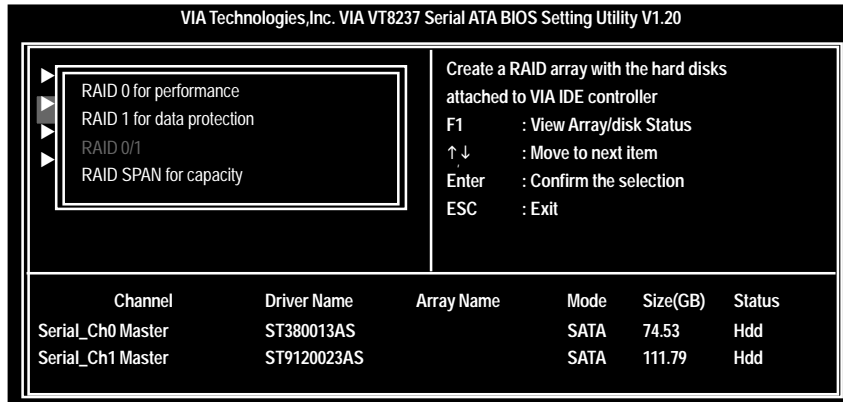 VIA Technologies,Inc. VIA VT8237 Serial ATA BIOS Setting Utility V1.20
RAID 0 for performance
RAID 1 for data protection
RAID 0/1
RAID SPAN for capacity
Create a RAID array with the hard disks
attached to VIA IDE controller
F1 : View Array/disk Status
↑↓ : Move to next item
Enter : Confirm the selection
ESC : Exit
Channel Driver Name Array Name Mode Size(GB) Status
Serial_Ch0 Master ST380013AS SATA 74.53 Hdd
Serial_Ch1 Master ST9120023AS SATA 111.79 Hdd